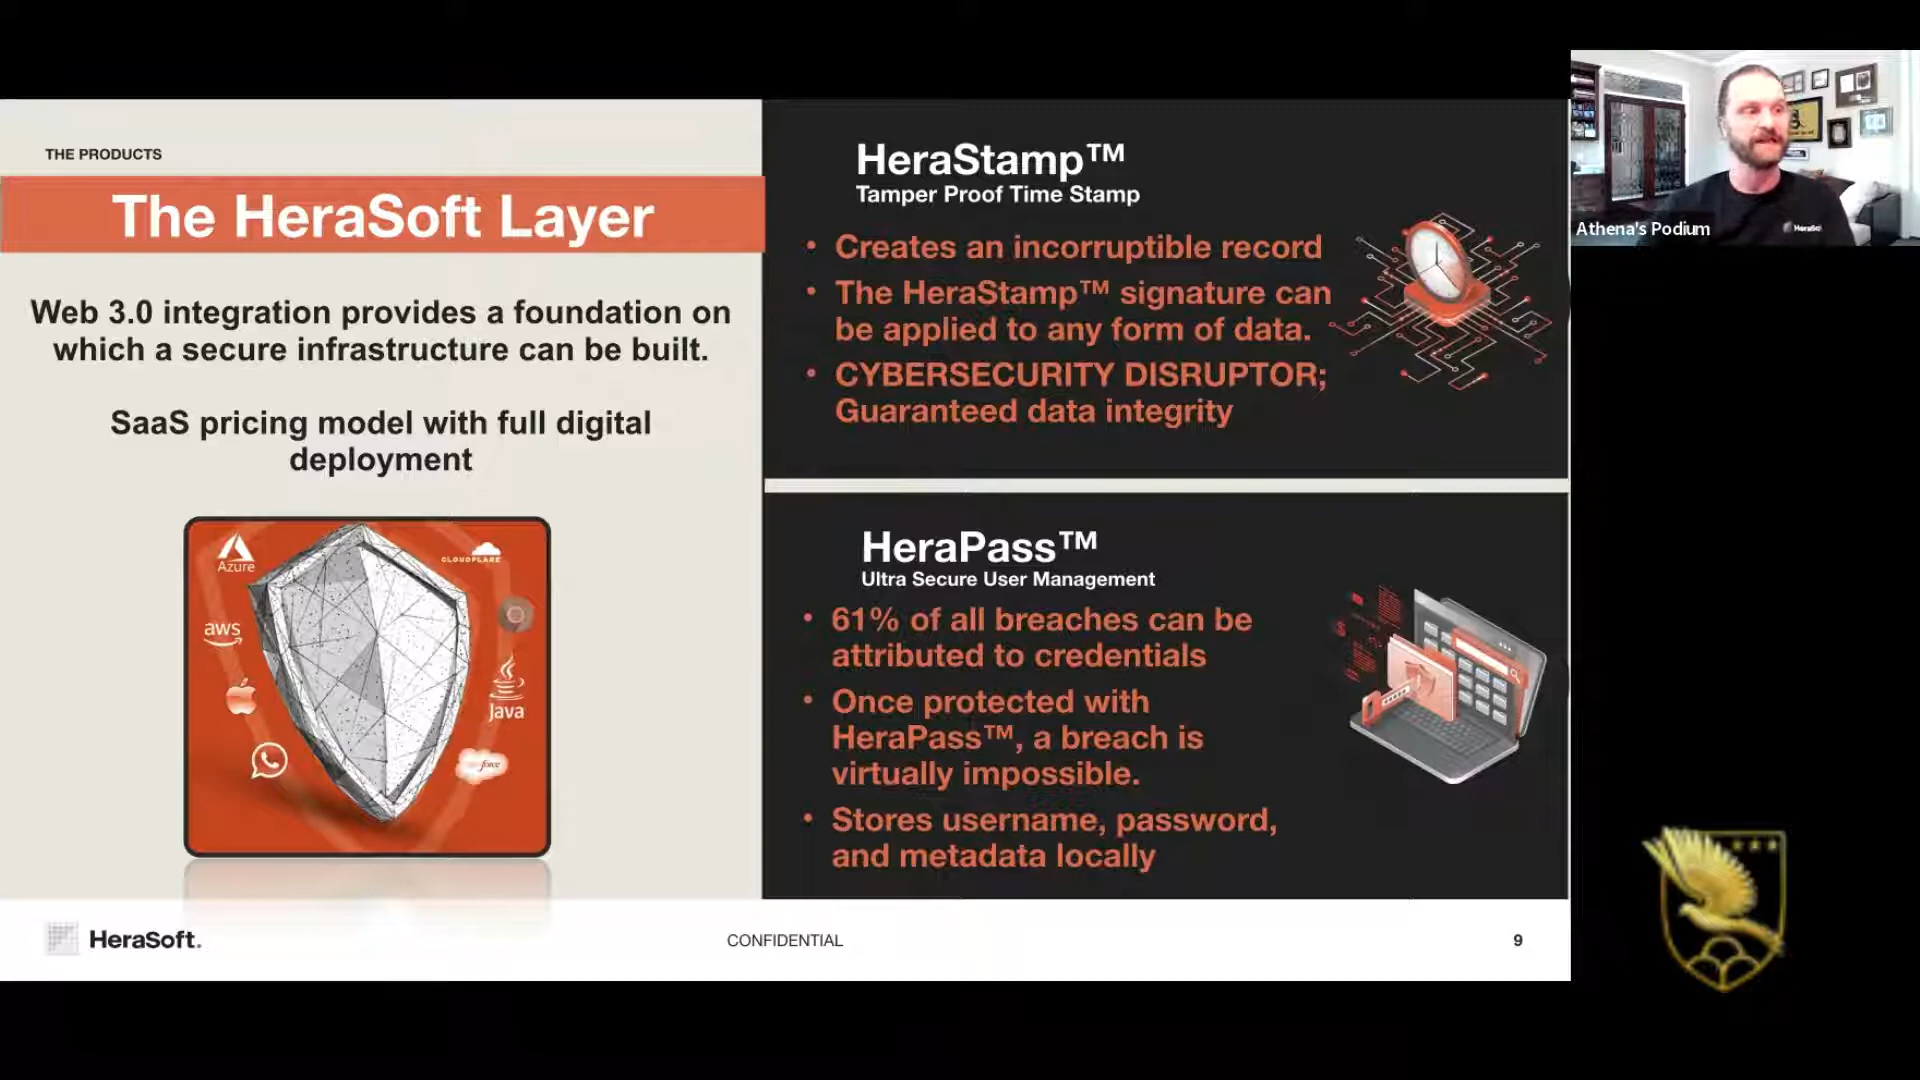 THE PRODUCTS
The HeraSoft Layer
Web 3.0 integration provides a foundation on
which a secure infrastructure can be built.
SaaS pricing model with full digital
deployment
Azure
CLOUDFLARE
aws
Java
force
HeraStamp™
Tamper Proof Time Stamp
• Creates an incorruptible record
• The HeraStamp™ signature can
be applied to any form of data.
• CYBERSECURITY DISRUPTOR;
Guaranteed data integrity
HeraPass™
Ultra Secure User Management
• 61% of all breaches can be
attributed to credentials
• Once protected with
HeraPass™, a breach is
virtually impossible.
• Stores username, password,
and metadata locally
HeraSoft.
CONFIDENTIAL
9
Athena's Podium